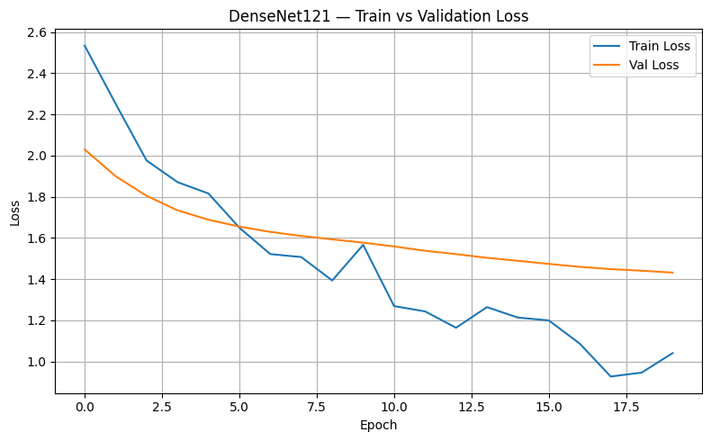 DenseNet121 — Train vs Validation Loss
Train Loss
Val Loss
2.6
2.4
2.2
2.0
1.8
1.6
1.4
1.2
1.0
Loss
0.0 2.5 5.0 7.5 10.0 12.5 15.0 17.5
Epoch